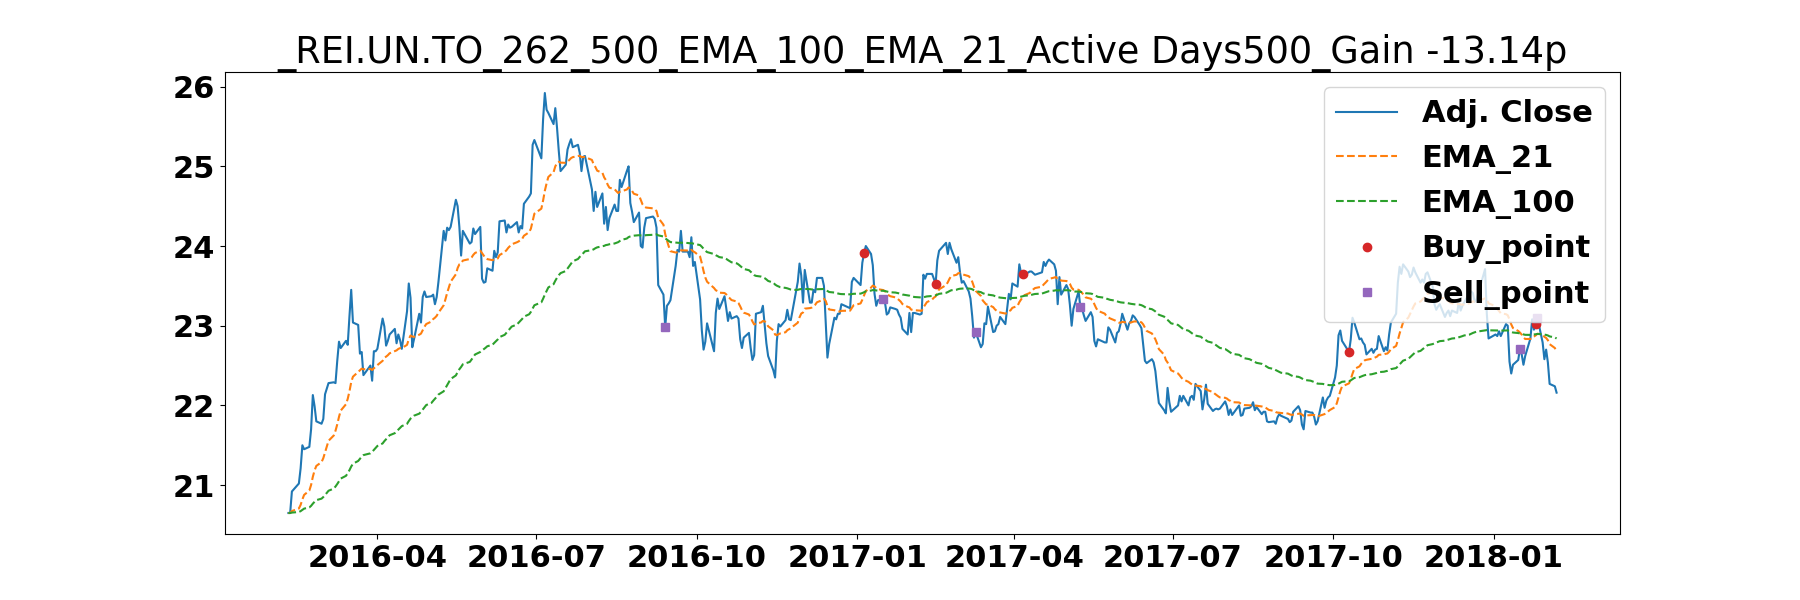 _REI.UN.TO_262_500_EMA_100_EMA_21_Active Days500_Gain -13.14p
26
25
24
23
22
21
Adj. Close
EMA_21
EMA_100
Buy_point
Sell_point
2016-04 2016-07 2016-10 2017-01 2017-04 2017-07 2017-10 2018-01